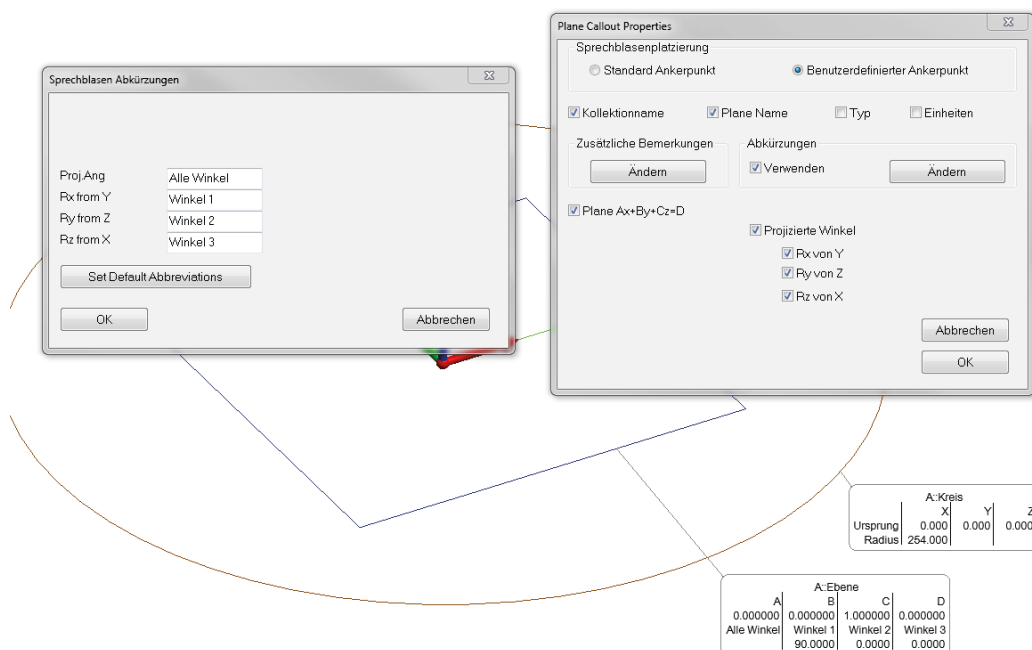 Sprechblasen Abkürzungen
Proj.Ang Alle Winkel
Rx from Y Winkel 1
Ry from Z Winkel 2
Rz from X Winkel 3
Set Default Abbreviations
OK Abbrechen
Plane Callout Properties
Sprechblasenplatzierung
Standard Ankerpunkt Benutzerdefinierter Ankerpunkt
Kollektionname Plane Name Typ Einheiten
Zusätzliche Bemerkungen Abkürzungen
Ändern Verwenden Ändern
Plane Ax+By+Cz=D
Projizierte Winkel
Rx von Y
Ry von Z
Rz von X
Abbrechen
OK
A::Kreis
X Y Z
Ursprung 0.000 0.000 0.000
Radius 254.000
A::Ebene
A B C D
0.000000 0.000000 1.000000 0.000000
Alle Winkel Winkel 1 Winkel 2 Winkel 3
90.0000 0.0000 0.0000